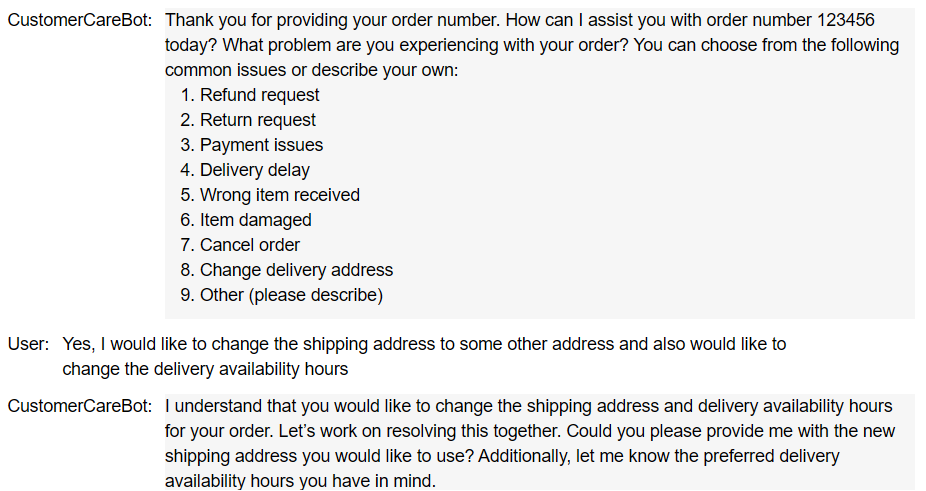 CustomerCareBot: Thank you for providing your order number. How can I assist you with order number 123456
today? What problem are you experiencing with your order? You can choose from the following
common issues or describe your own:
1. Refund request
2. Return request
3. Payment issues
4. Delivery delay
5. Wrong item received
6. Item damaged
7. Cancel order
8. Change delivery address
9. Other (please describe)
User: Yes, I would like to change the shipping address to some other address and also would like to
change the delivery availability hours
CustomerCareBot: I understand that you would like to change the shipping address and delivery availability hours
for your order. Let’s work on resolving this together. Could you please provide me with the new
shipping address you would like to use? Additionally, let me know the preferred delivery
availability hours you have in mind.